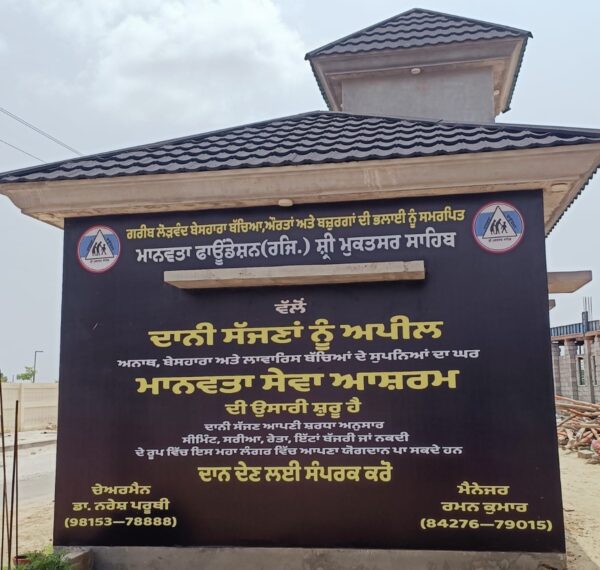 ਗਰੀਬ ਲੋੜਵੰਦ ਬੇਸਹਾਰਾ ਬੱਚਿਆ,ਔਰਤਾਂ ਅਤੇ ਬਜ਼ੁਰਗਾਂ ਦੀ ਭਲਾਈ ਨੂੰ ਸਮਰਪਿਤ
ਮਾਨਵਤਾ ਫਾਊਂਡੇਸ਼ਨ(ਰਜਿ.) ਸ਼੍ਰੀ ਮੁਕਤਸਰ ਸਾਹਿਬ
ਵੱਲੋਂ
ਦਾਨੀ ਸੱਜਣਾਂ ਨੂੰ ਅਪੀਲ
ਅਨਾਥ, ਬੇਸਹਾਰਾ ਅਤੇ ਲਾਵਾਰਿਸ ਬੱਚਿਆਂ ਦੇ ਸੁਪਨਿਆਂ ਦਾ ਘਰ
ਮਾਨਵਤਾ ਸੇਵਾ ਆਸ਼ਰਮ
ਦੀ ਉਸਾਰੀ ਸ਼ੁਰੂ ਹੈ
ਦਾਨੀ ਸੱਜਣ ਆਪਣੀ ਸ਼ਰਧਾ ਅਨੁਸਾਰ
ਸੀਮਿੰਟ, ਸਰੀਆ, ਰੇਤਾ, ਇੱਟਾਂ ਬੱਜਰੀ ਜਾਂ ਨਕਦੀ
ਦੇ ਰੂਪ ਵਿੱਚ ਇਸ ਮਹਾ ਲੰਗਰ ਵਿੱਚ ਆਪਣਾ ਯੋਗਦਾਨ ਪਾ ਸਕਦੇ ਹਨ
ਦਾਨ ਦੇਣ ਲਈ ਸੰਪਰਕ ਕਰੋ
ਚੇਅਰਮੈਨ
ਡਾ. ਨਰੇਸ਼ ਪਰੂਥੀ
(98153—78888)
ਮੈਨੇਜਰ
ਰਮਨ ਕੁਮਾਰ
(84276—79015)